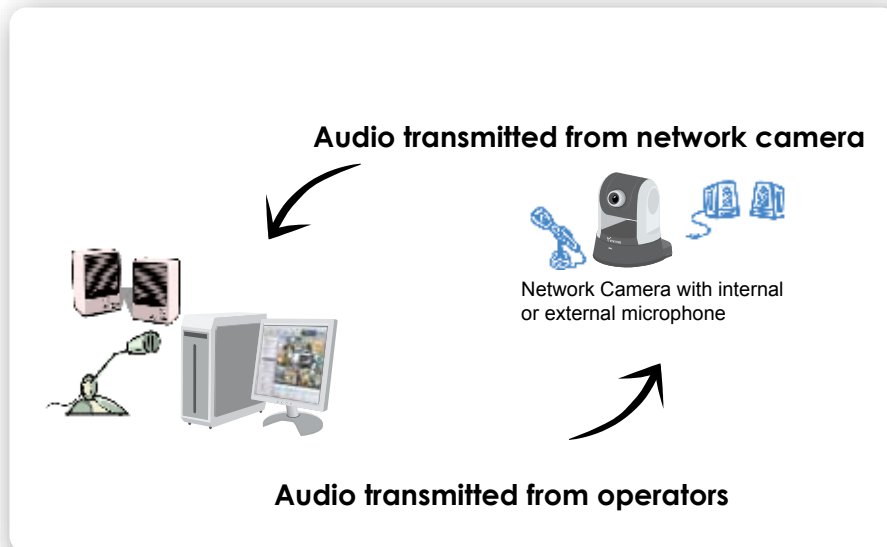 Audio transmitted from network camera
Network Camera with internal
or external microphone
Audio transmitted from operators